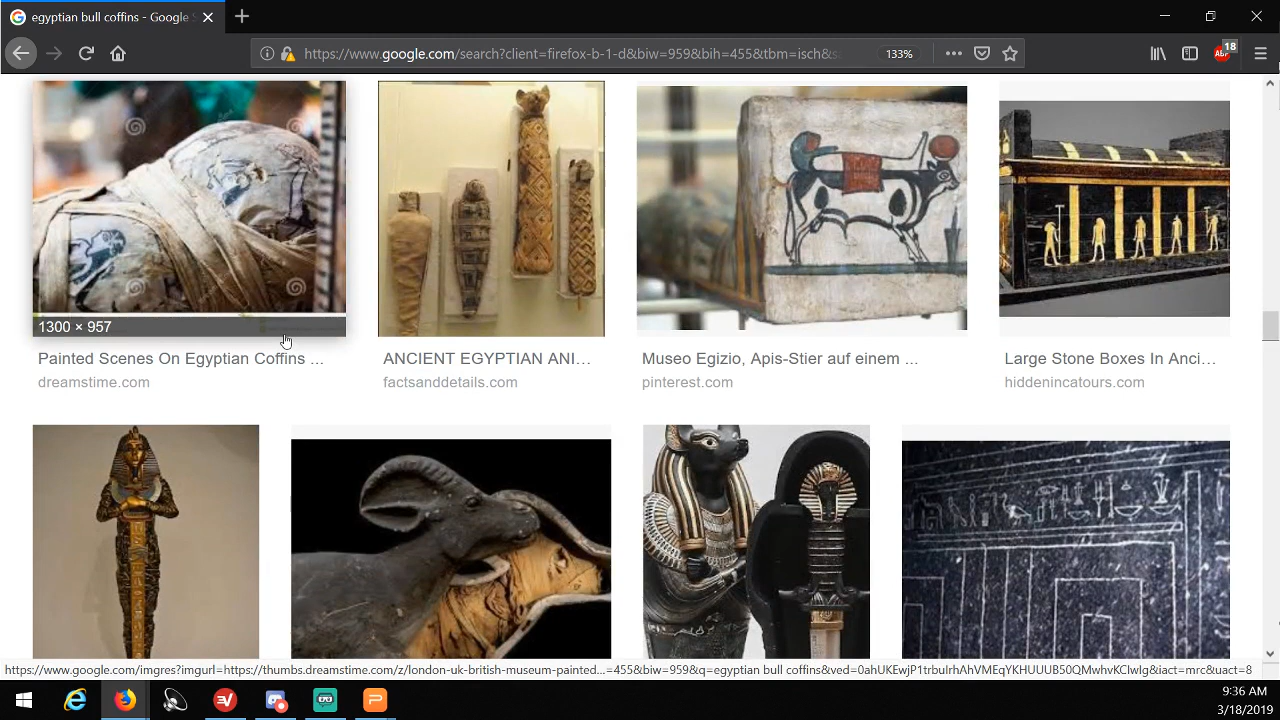 egyptian bull coffins - Google S
https://www.google.com/search?client=firefox-b-1-d&biw=959&bih=455&tbm=isch&s
133%
18
1300 × 957
Painted Scenes On Egyptian Coffins ...
dreamstime.com
ANCIENT EGYPTIAN ANI...
factsanddetails.com
Museo Egizio, Apis-Stier auf einem ...
pinterest.com
Large Stone Boxes In Anci...
hiddenincatours.com
https://www.google.com/imgres?imgurl=https://thumbs.dreamstime.com/z/london-uk-british-museum-painted...=455&biw=959&q=egyptian bull coffins&ved=0ahUKEwjP1trbuIrhAhVMEqYKHUUUB50QMwhvKCIwIg&iact=mrc&uact=8
9:36 AM
3/18/2019